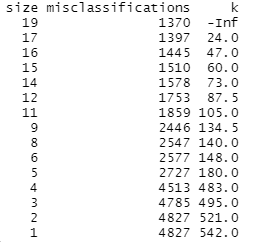 size misclassifications k
19 1370 -Inf
17 1397 24.0
16 1445 47.0
15 1510 60.0
14 1578 73.0
12 1753 87.5
11 1859 105.0
9 2446 134.5
8 2547 140.0
6 2577 148.0
5 2727 180.0
4 4513 483.0
3 4785 495.0
2 4827 521.0
1 4827 542.0